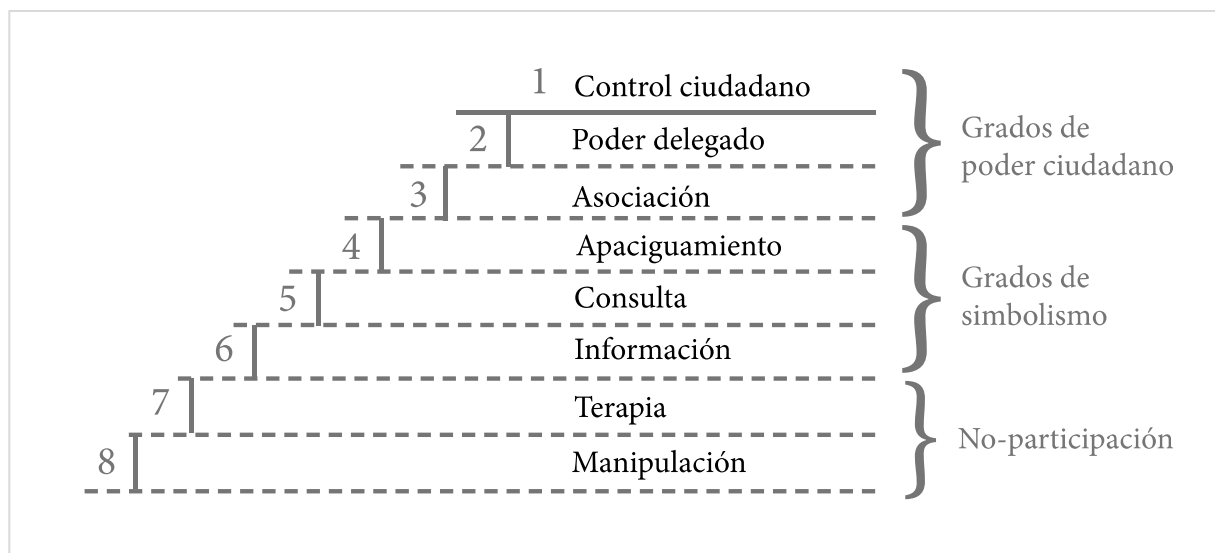 1 Control ciudadano
2 Poder delegado
3 Asociación
4 Apaciguamiento
5 Consulta
6 Información
7 Terapia
8 Manipulación
Grados de
poder ciudadano
Grados de
simbolismo
No-participación